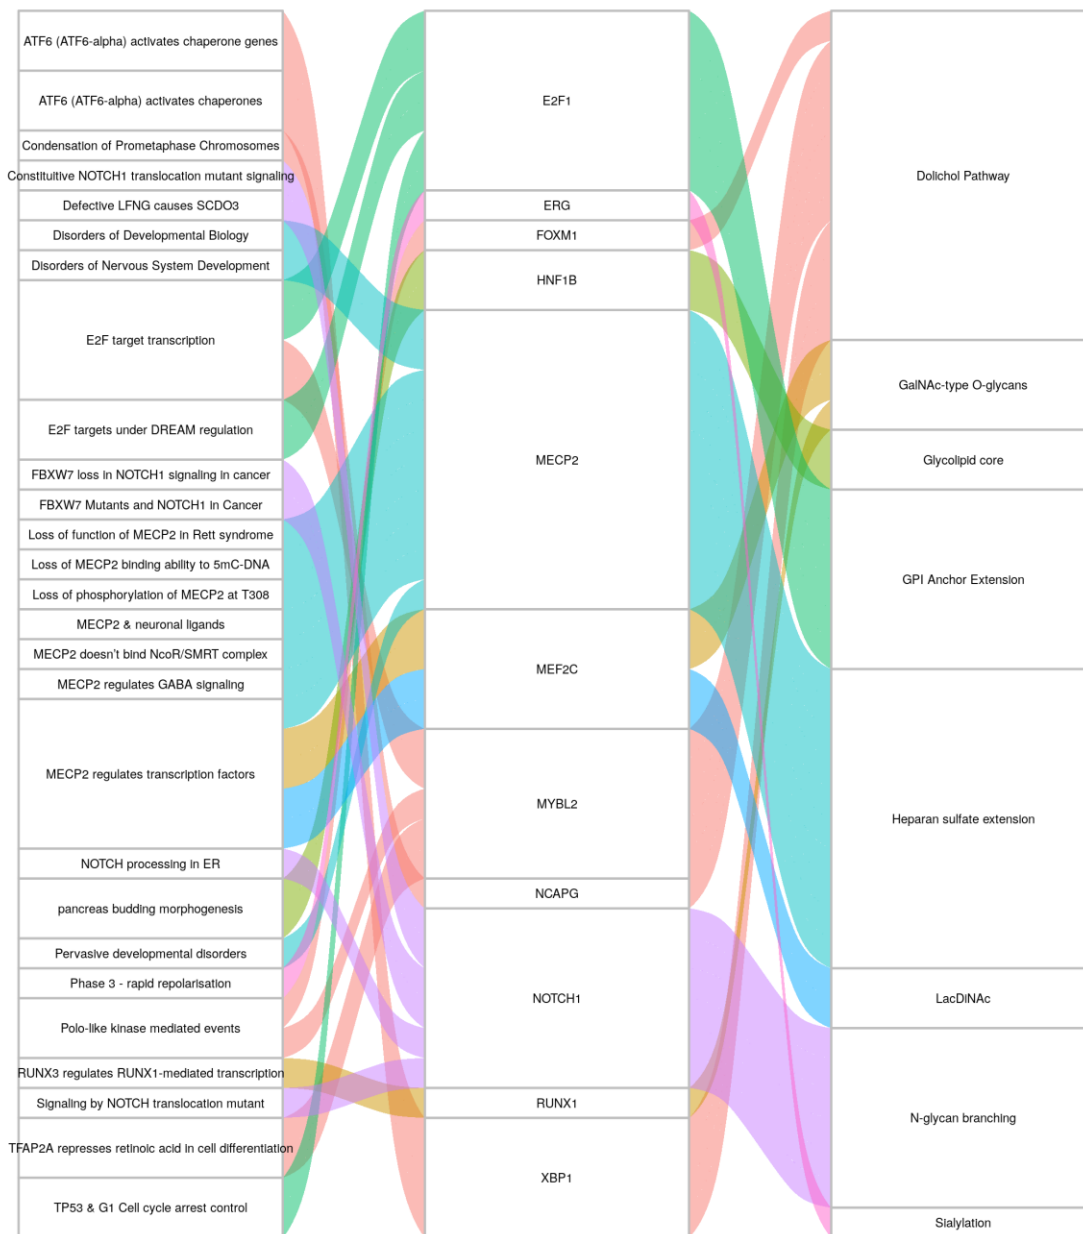 ATF6 (ATF6-alpha) activates chaperone genes
ATF6 (ATF6-alpha) activates chaperones
Condensation of Prometaphase Chromosomes
Constituitive NOTCH1 translocation mutant signaling
Defective LFNG causes SCDO3
Disorders of Developmental Biology
Disorders of Nervous System Development
E2F target transcription
E2F targets under DREAM regulation
FBXW7 loss in NOTCH1 signaling in cancer
FBXW7 Mutants and NOTCH1 in Cancer
Loss of function of MECP2 in Rett syndrome
Loss of MECP2 binding ability to 5mC-DNA
Loss of phosphorylation of MECP2 at T308
MECP2 & neuronal ligands
MECP2 doesn't bind NcoR/SMRT complex
MECP2 regulates GABA signaling
MECP2 regulates transcription factors
NOTCH processing in ER
pancreas budding morphogenesis
Pervasive developmental disorders
Phase 3 - rapid repolarisation
Polo-like kinase mediated events
RUNX3 regulates RUNX1-mediated transcription
Signaling by NOTCH translocation mutant
TFAP2A represses retinoic acid in cell differentiation
TP53 & G1 Cell cycle arrest control
E2F1
ERG
FOXM1
HNF1B
MECP2
MEF2C
MYBL2
NCAPG
NOTCH1
RUNX1
XBP1
Dolichol Pathway
GalNAc-type O-glycans
Glycolipid core
GPI Anchor Extension
Heparan sulfate extension
LacDiNAc
N-glycan branching
Sialylation